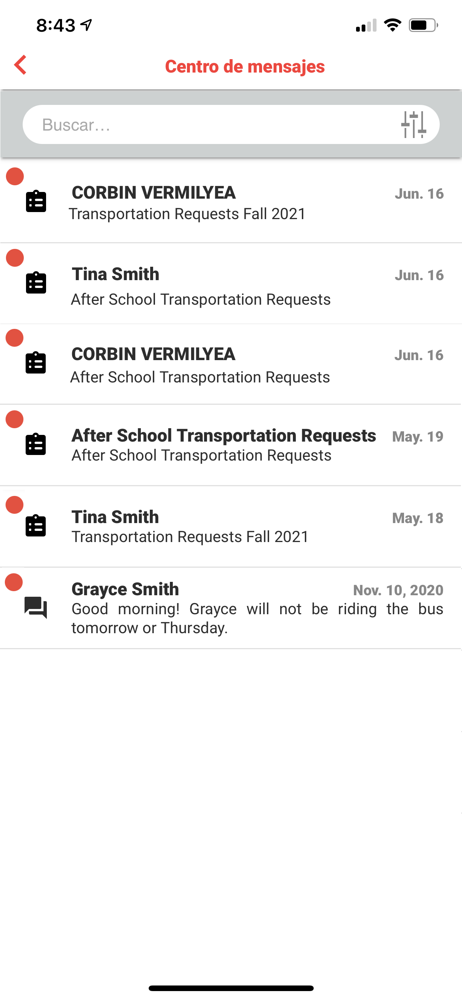 8:43
Centro de mensajes
Buscar...
CORBIN VERMILYEA
Jun. 16
Transportation Requests Fall 2021
Tina Smith
Jun. 16
After School Transportation Requests
CORBIN VERMILYEA
Jun. 16
After School Transportation Requests
After School Transportation Requests
May. 19
After School Transportation Requests
Tina Smith
May. 18
Transportation Requests Fall 2021
Grayce Smith
Nov. 10, 2020
Good morning! Grayce will not be riding the bus
tomorrow or Thursday.